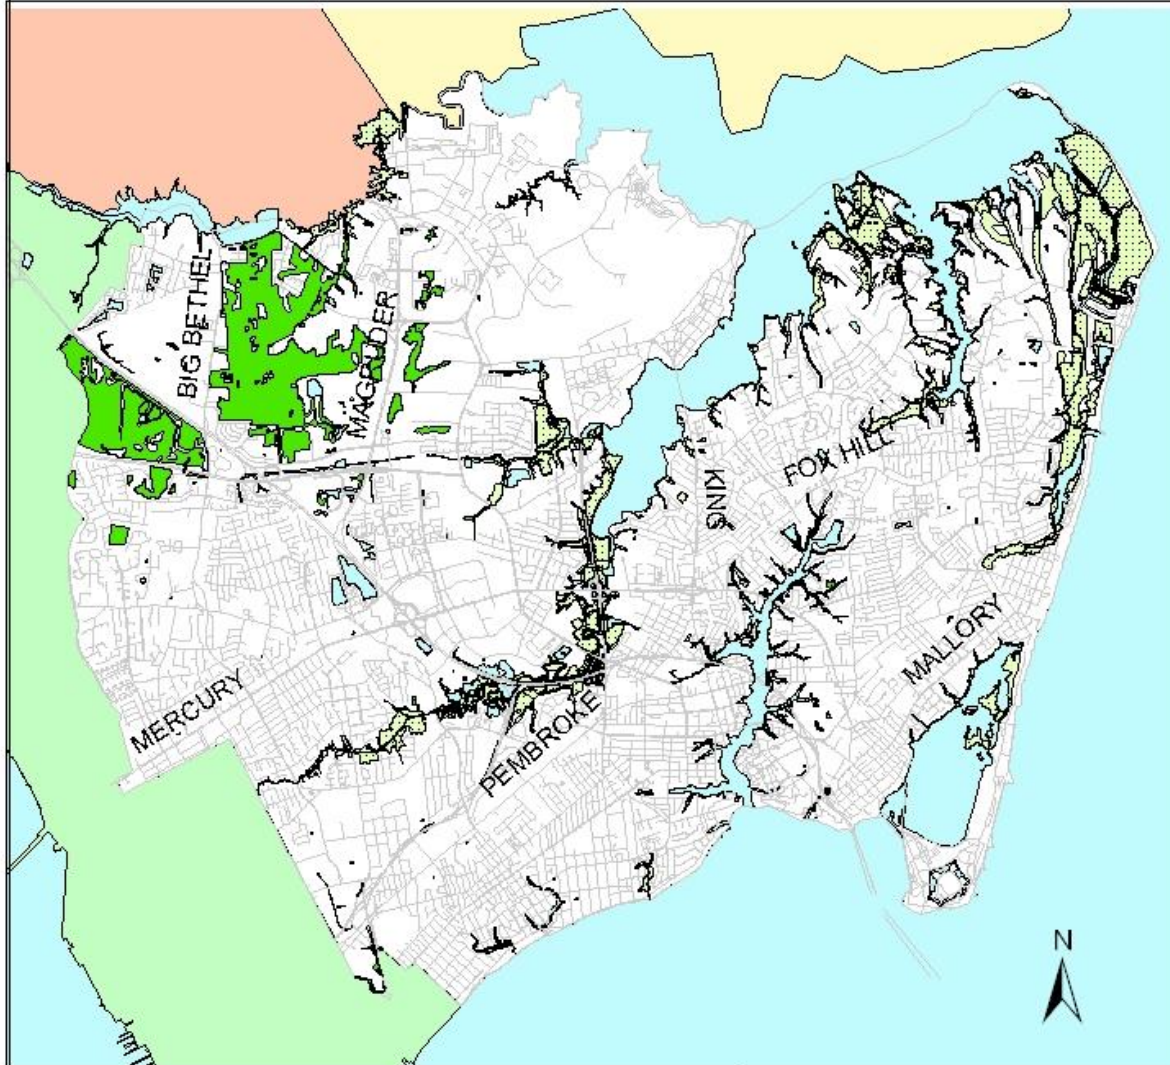 BIG BETHEL
MAGRUDER
KING
FOX HILL
MERCURY
PEMBROKE
MALLORY
N